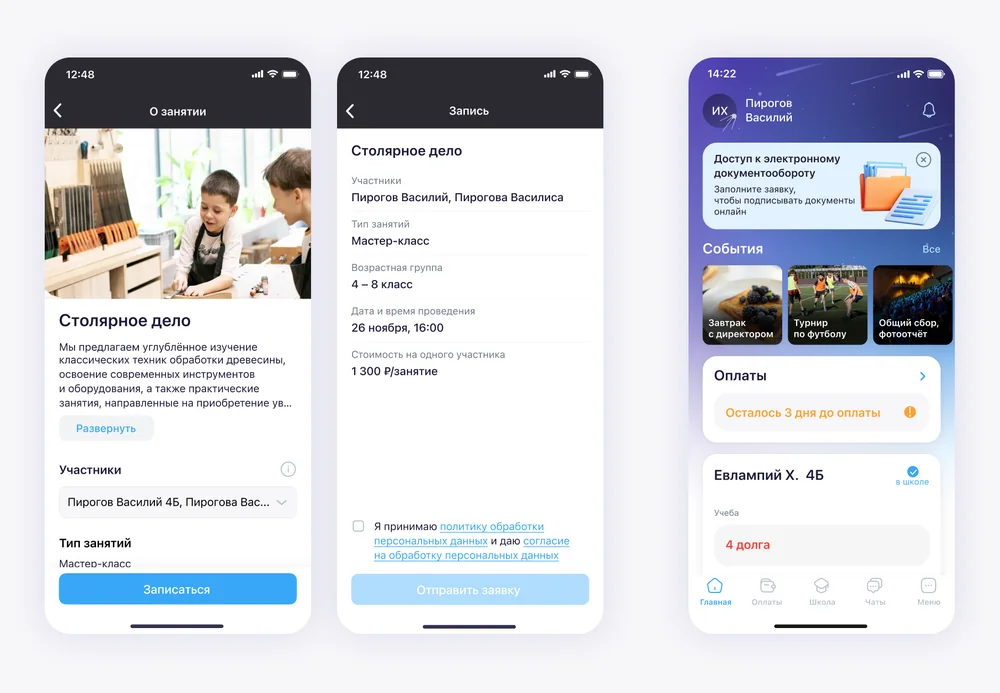 12:48
О занятии
Столярное дело
Мы предлагаем углублённое изучение
классических техник обработки древесины,
освоение современных инструментов
и оборудования, а также практические
занятия, направленные на приобретение ув...
Развернуть
Участники
Пирогов Василий 4Б, Пирогова Вас...
Тип занятий
Мастер-класс
Записаться
12:48
Запись
Столярное дело
Участники
Пирогов Василий, Пирогова Василиса
Тип занятий
Мастер-класс
Возрастная группа
4 – 8 класс
Дата и время проведения
26 ноября, 16:00
Стоимость на одного участника
1 300 ₽/занятие
Я принимаю политику обработки
персональных данных и даю согласие
на обработку персональных данных
Отправить заявку
14:22
ИХ
Пирогов
Василий
Доступ к электронному
документообороту
Заполните заявку,
чтобы подписывать документы
онлайн
События
Все
Завтрак
с директором
Турнир
по футболу
Общий сбор,
фотоотчёт
Оплаты
Осталось 3 дня до оплаты
Евлампий Х. 4Б
в школе
Учеба
4 долга
Главная
Оплаты
Школа
Чаты
Меню